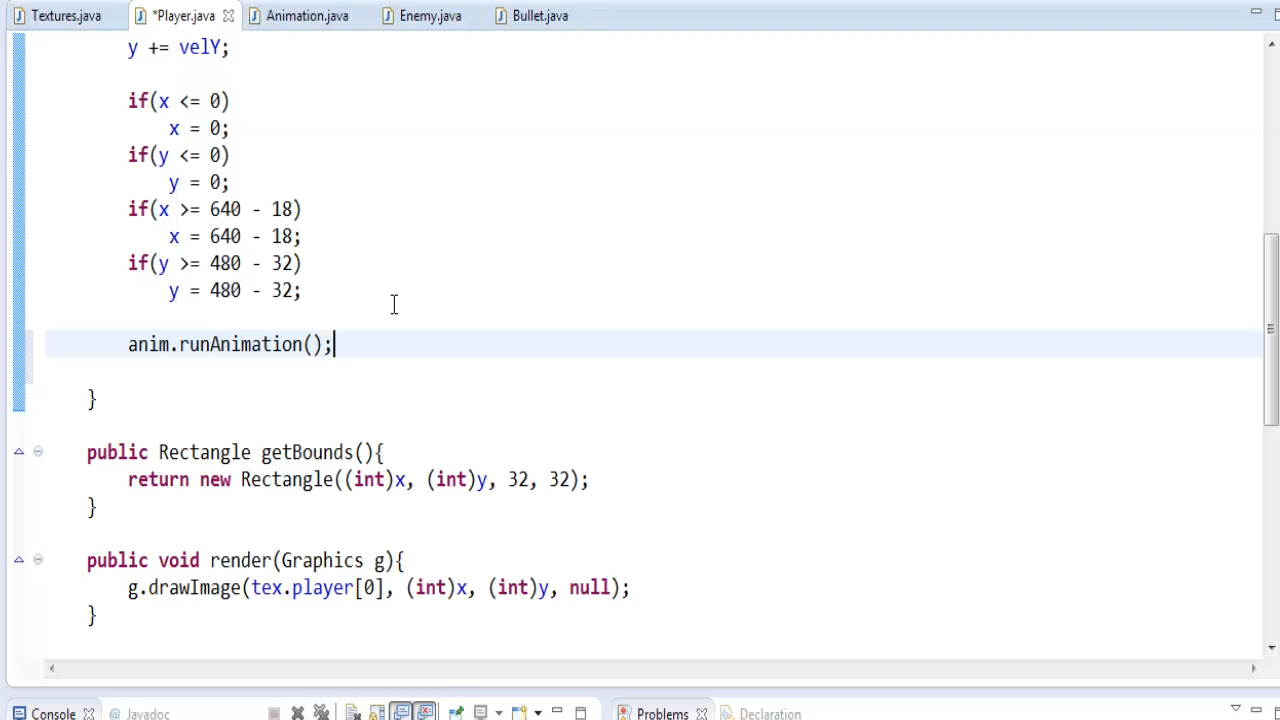 Textures.java *Player.java Animation.java Enemy.java Bullet.java
y += velY;
if(x <= 0)
x = 0;
if(y <= 0)
y = 0;
if(x >= 640 - 18)
x = 640 - 18;
if(y >= 480 - 32)
y = 480 - 32;
anim.runAnimation();
}
public Rectangle getBounds(){
return new Rectangle((int)x, (int)y, 32, 32);
}
public void render(Graphics g){
g.drawImage(tex.player[0], (int)x, (int)y, null);
}
Console @ Javadoc Problems Declaration